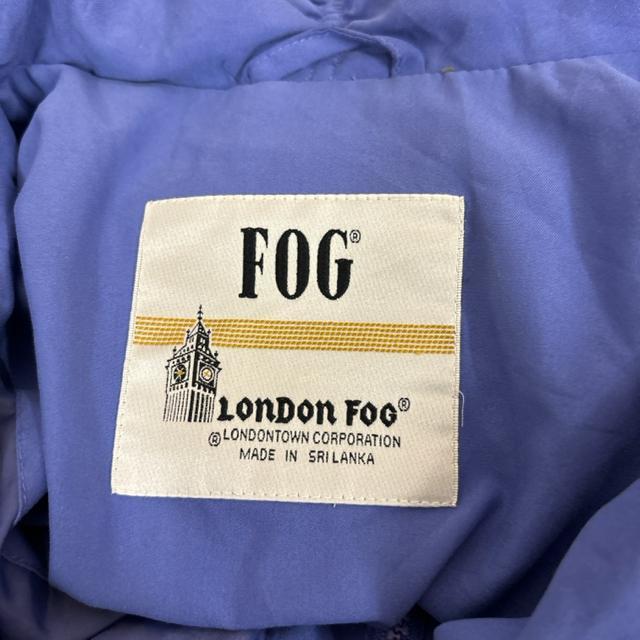 FOG®
LONDON FOG®
® LONDONTOWN CORPORATION
MADE IN SRI LANKA